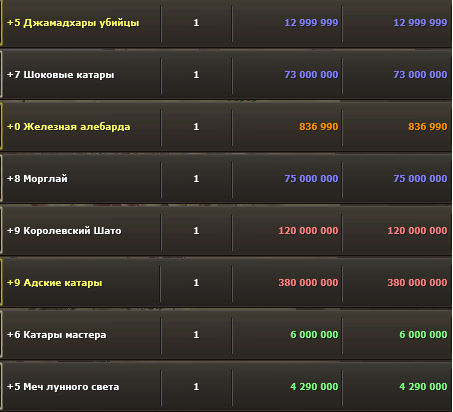 +5 Джамадхары убийцы 1 12 999 999 12 999 999
+7 Шоковые катары 1 73 000 000 73 000 000
+0 Железная алебарда 1 836 990 836 990
+8 Морглай 1 75 000 000 75 000 000
+9 Королевский Шато 1 120 000 000 120 000 000
+9 Адские катары 1 380 000 000 380 000 000
+6 Катары мастера 1 6 000 000 6 000 000
+5 Меч лунного света 1 4 290 000 4 290 000